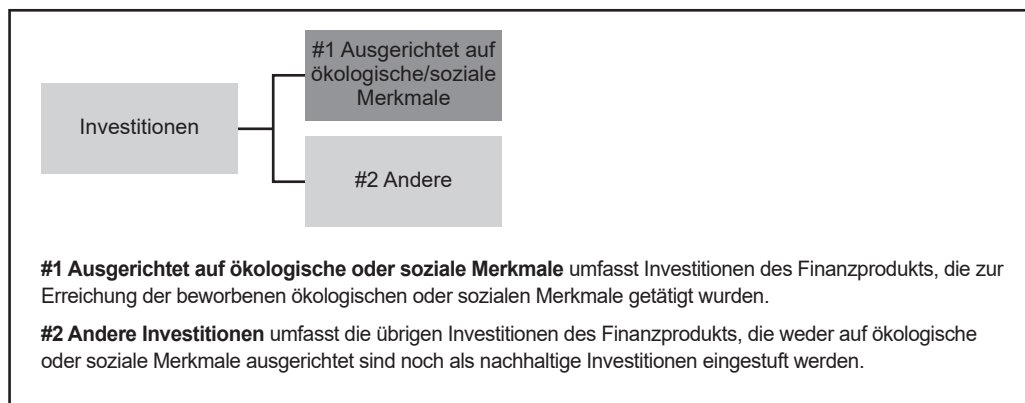 #1 Ausgerichtet auf
ökologische/soziale
Merkmale
Investitionen
#2 Andere
#1 Ausgerichtet auf ökologische oder soziale Merkmale umfasst Investitionen des Finanzprodukts, die zur
Erreichung der beworbenen ökologischen oder sozialen Merkmale getätigt wurden.
#2 Andere Investitionen umfasst die übrigen Investitionen des Finanzprodukts, die weder auf ökologische
oder soziale Merkmale ausgerichtet sind noch als nachhaltige Investitionen eingestuft werden.